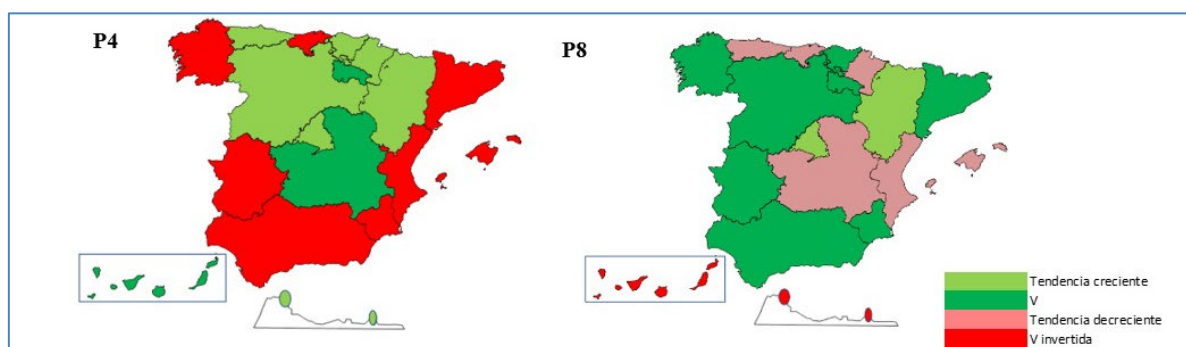 P4
P8
Tendencia creciente
V
Tendencia decreciente
V invertida